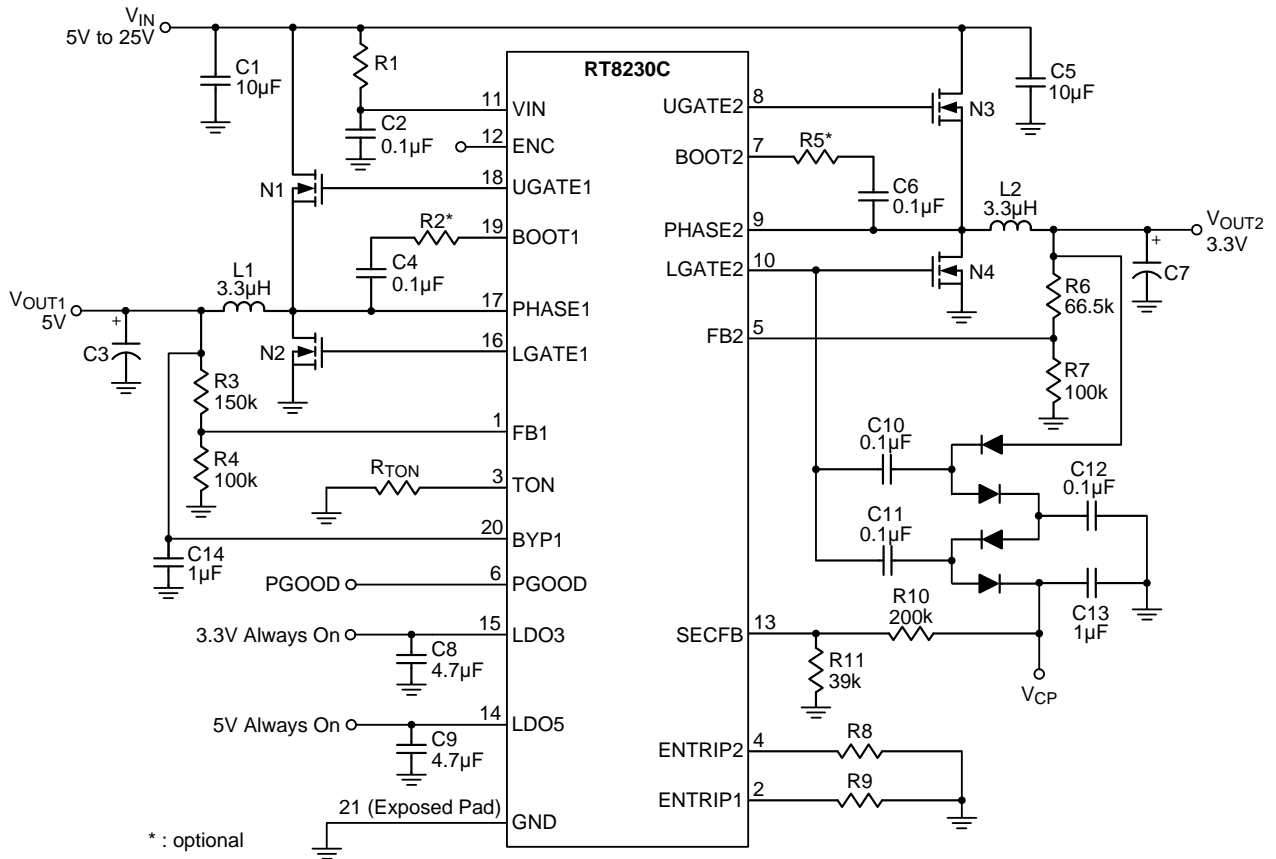 V_IN
5V to 25V
C1
10µF
R1
C2
0.1µF
RT8230C
11
VIN
12
ENC
18
UGATE1
N1
19
BOOT1
R2*
C4
0.1µF
L1
3.3µH
V_OUT1
5V
17
PHASE1
C3
N2
16
LGATE1
R3
150k
1
FB1
R4
100k
R_TON
3
TON
20
BYP1
C14
1µF
PGOOD
6
PGOOD
3.3V Always On
15
LDO3
C8
4.7µF
5V Always On
14
LDO5
C9
4.7µF
21 (Exposed Pad)
GND
* : optional
UGATE2
8
N3
C5
10µF
BOOT2
7
R5*
C6
0.1µF
L2
3.3µH
PHASE2
9
V_OUT2
3.3V
LGATE2
10
N4
C7
R6
66.5k
FB2
5
R7
100k
C10
0.1µF
C12
0.1µF
C11
0.1µF
C13
1µF
SECFB
13
R10
200k
R11
39k
V_CP
ENTRIP2
4
R8
ENTRIP1
2
R9